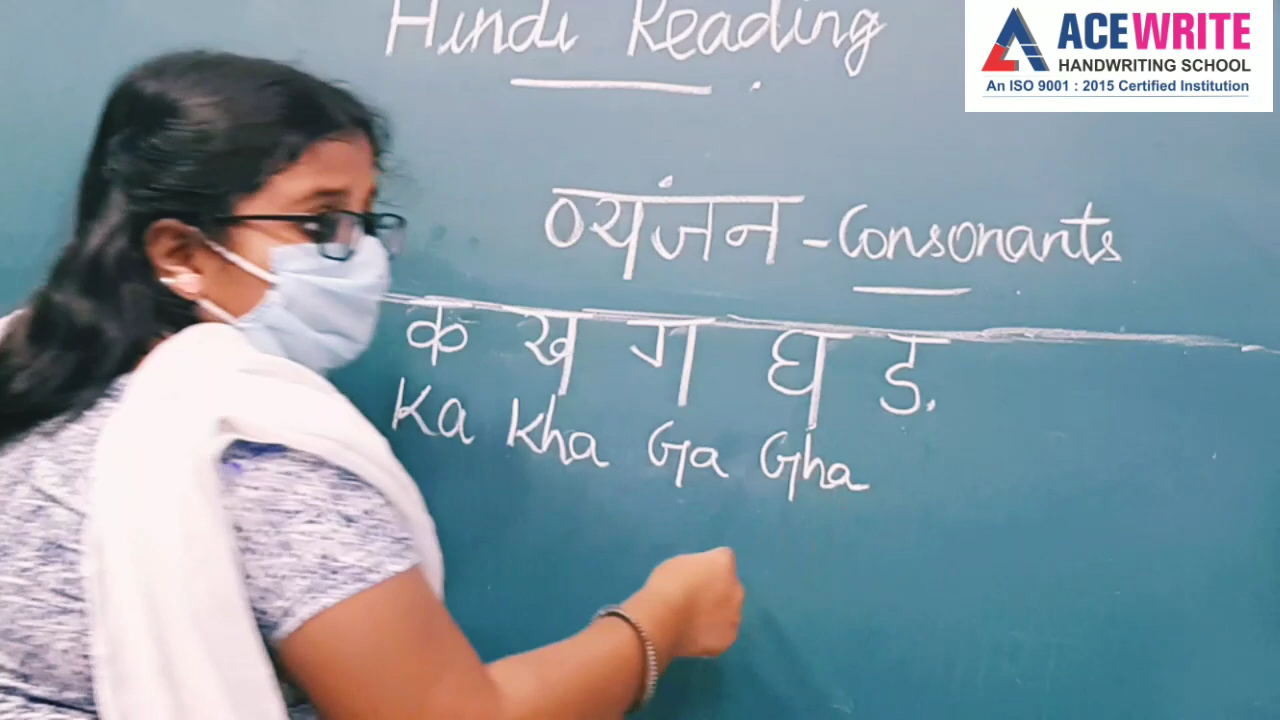 Hindi Reading
ACEWRITE
HANDWRITING SCHOOL
An ISO 9001 : 2015 Certified Institution
व्यंजन - Consonants
क ख ग घ ङ
Ka Kha Ga Gha